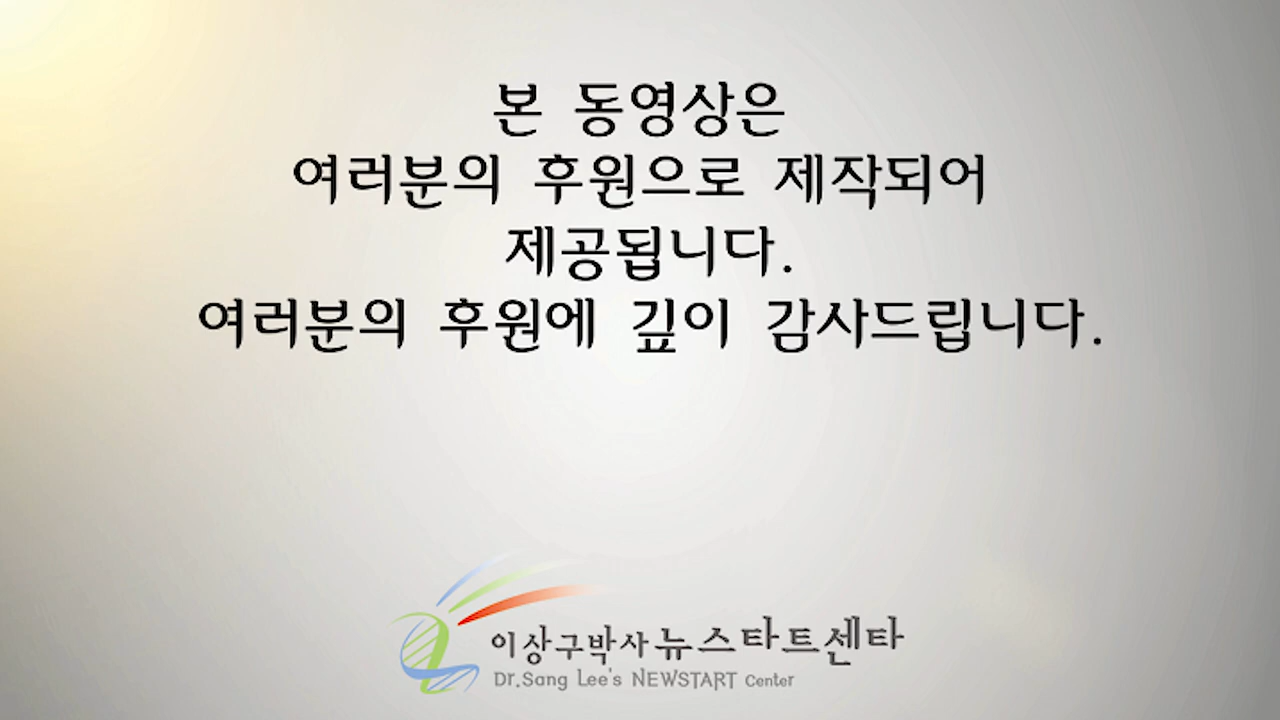 본 동영상은
여러분의 후원으로 제작되어
제공됩니다.
여러분의 후원에 깊이 감사드립니다.
이상구박사 뉴스타트센타
Dr.Sang Lee's NEWSTART Center